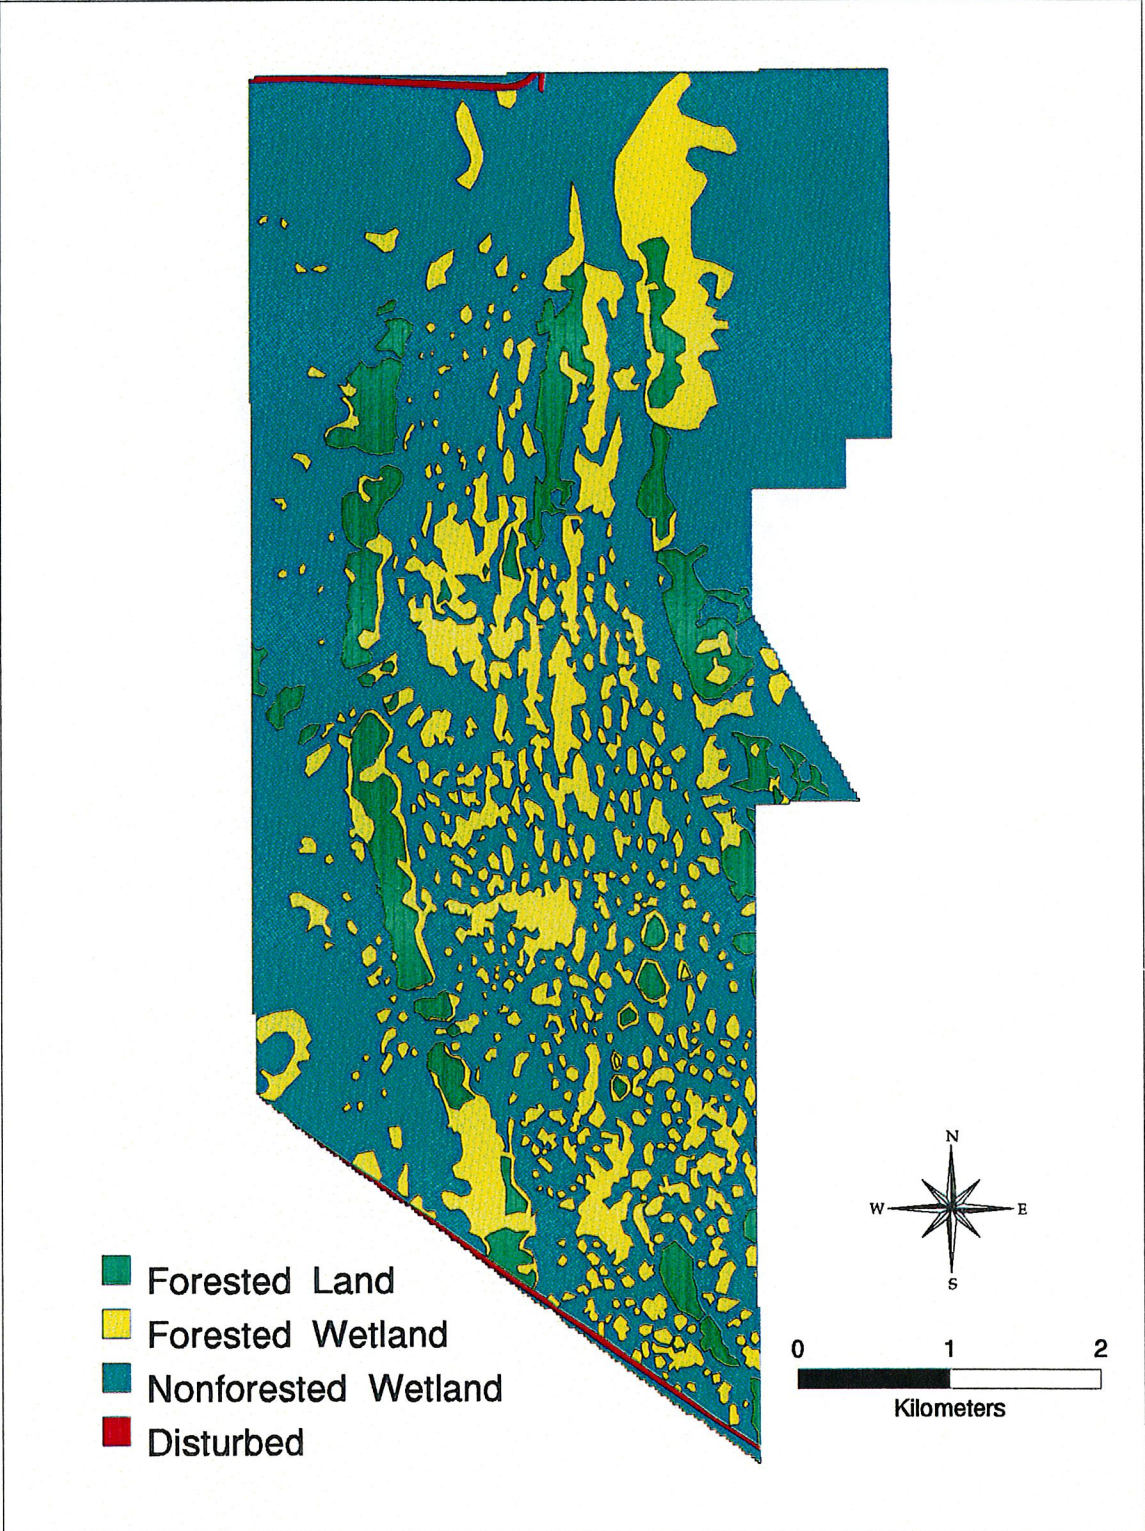 N
W E
S
Forested Land
Forested Wetland
Nonforested Wetland
Disturbed
0 1 2
Kilometers